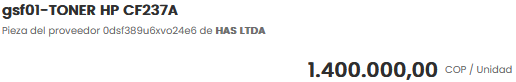 gsf01-TONER HP CF237A
Pieza del proveedor 0dsf389u6xvo24e6 de HAS LTDA
1.400.000,00 COP / Unidad